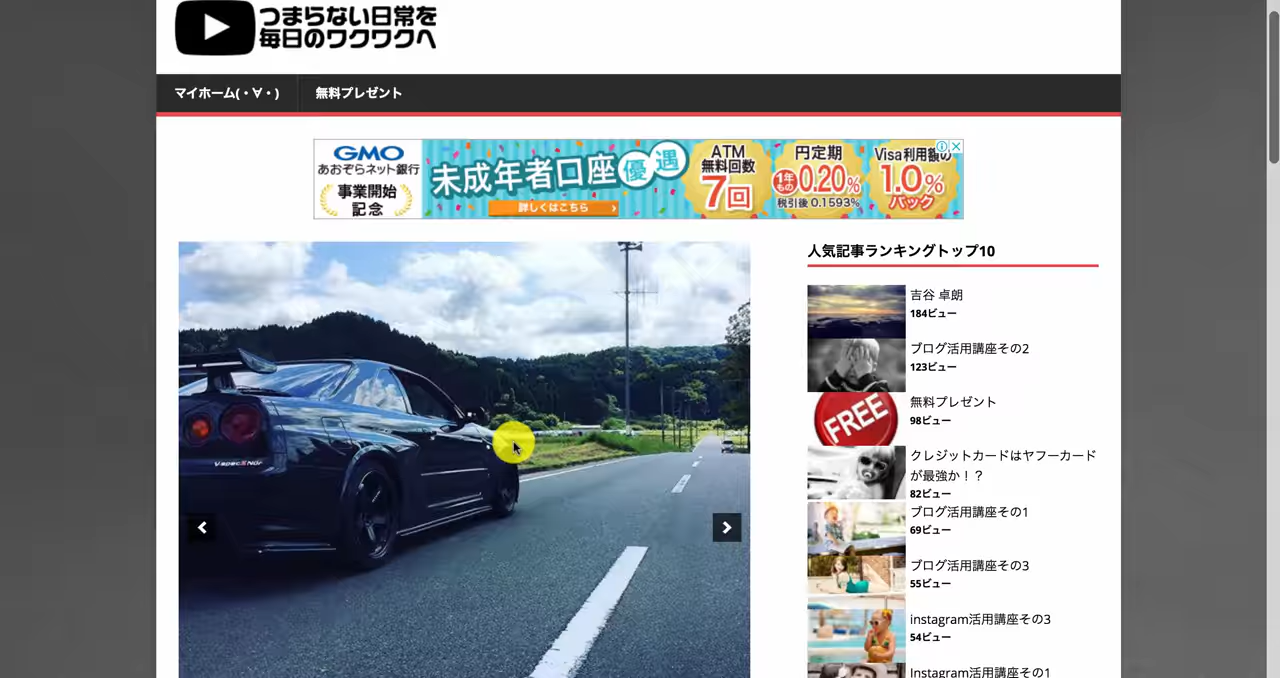 つまらない日常を
毎日のワクワクへ
マイホーム(・∀・)
無料プレゼント
GMO
あおぞらネット銀行
事業開始
記念
未成年者口座優遇
詳しくはこちら
ATM
無料回数
7回
円定期
1年もの
0.20%
税引後 0.1593%
Visa利用額の
1.0%
バック
人気記事ランキングトップ10
吉谷 卓朗
184ビュー
ブログ活用講座その2
123ビュー
FREE
無料プレゼント
98ビュー
クレジットカードはヤフーカード
が最強か！？
82ビュー
ブログ活用講座その1
69ビュー
ブログ活用講座その3
55ビュー
instagram活用講座その3
54ビュー
Instagram活用講座その1